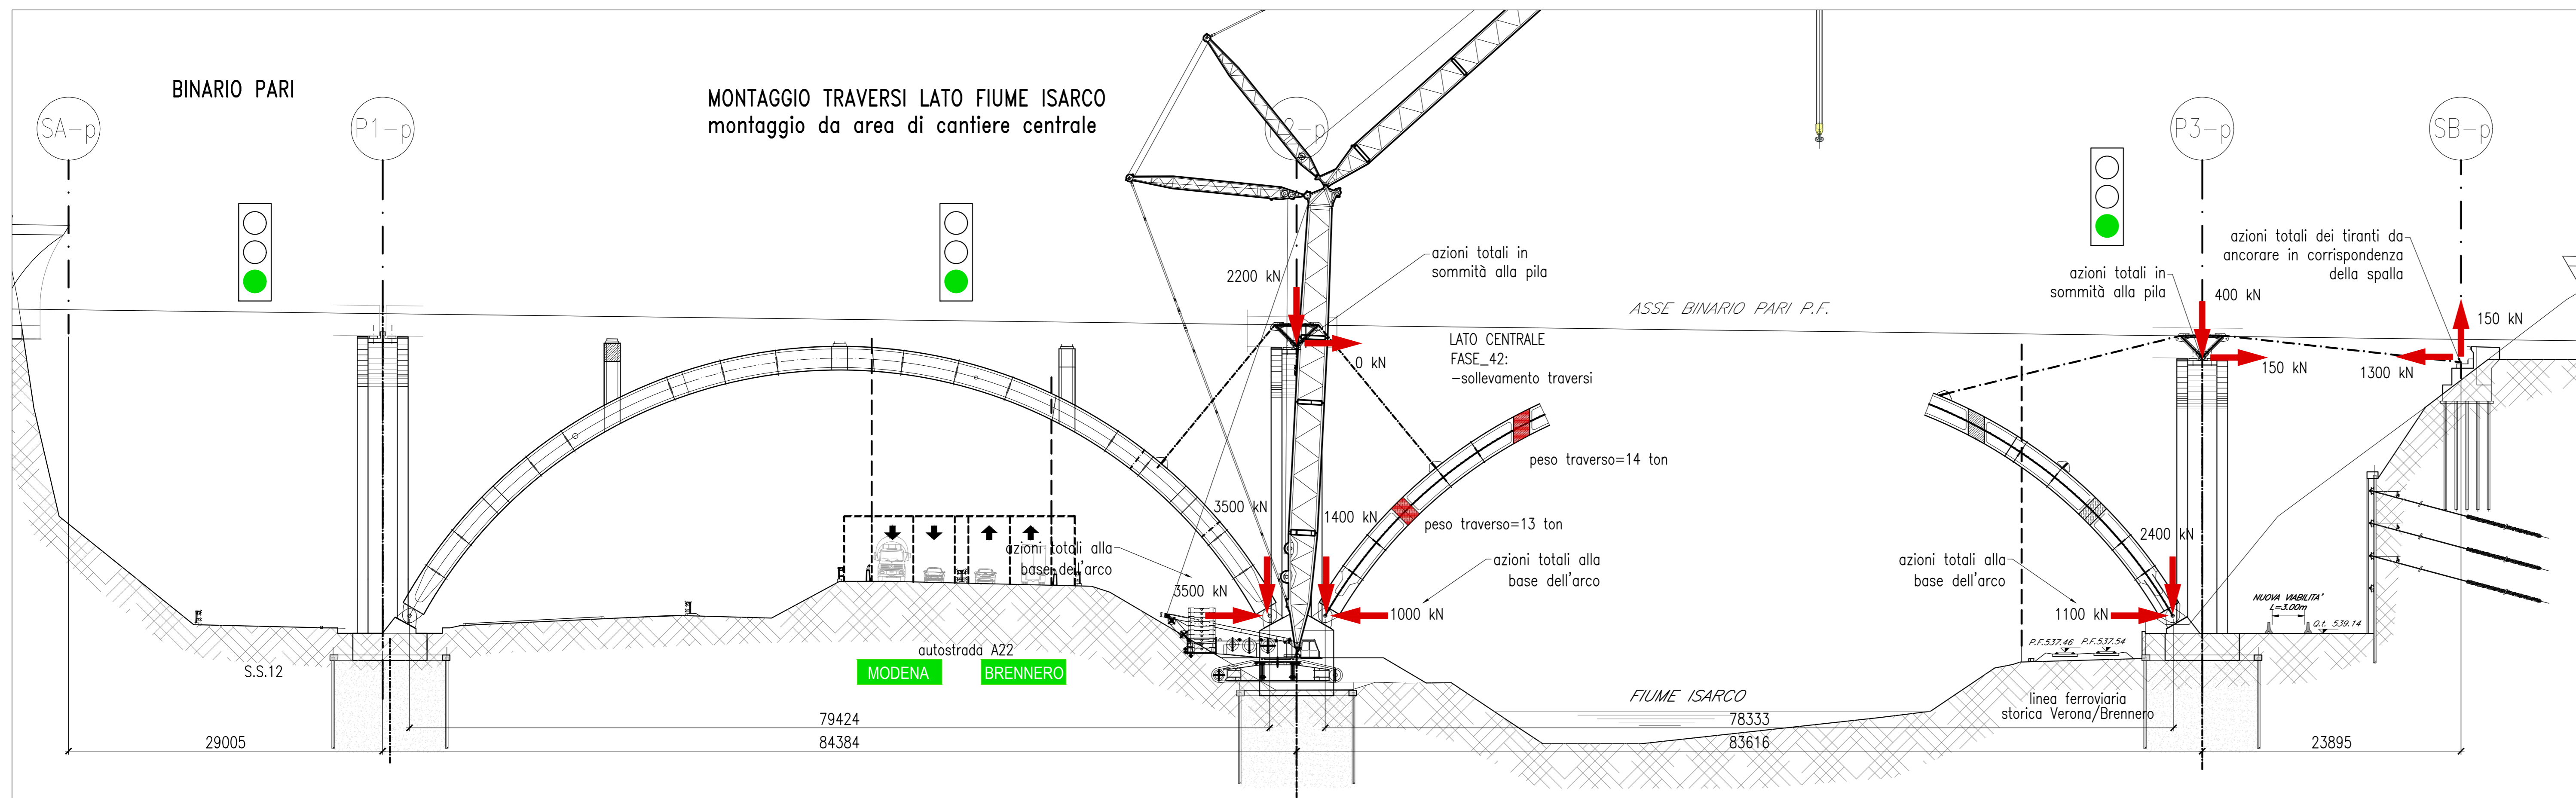 BINARIO PARI
MONTAGGIO TRAVERSI LATO FIUME ISARCO
montaggio da area di cantiere centrale
SA-p
P1-p
P2-p
P3-p
SB-p
azioni totali in
sommità alla pila
2200 kN
0 kN
LATO CENTRALE
FASE_42:
-sollevamento traversi
ASSE BINARIO PARI P.F.
azioni totali in
sommità alla pila
400 kN
150 kN
azioni totali dei tiranti da
ancorare in corrispondenza
della spalla
150 kN
1300 kN
peso traverso=14 ton
peso traverso=13 ton
3500 kN
1400 kN
azioni totali alla
base dell'arco
3500 kN
azioni totali alla
base dell'arco
1000 kN
azioni totali alla
base dell'arco
2400 kN
1100 kN
NUOVA VIABILITA'
L=3.00m
Q.t. 539.14
P.F.537.46
P.F.537.54
S.S.12
autostrada A22
MODENA
BRENNERO
FIUME ISARCO
linea ferroviaria
storica Verona/Brennero
79424
78333
29005
84384
83616
23895